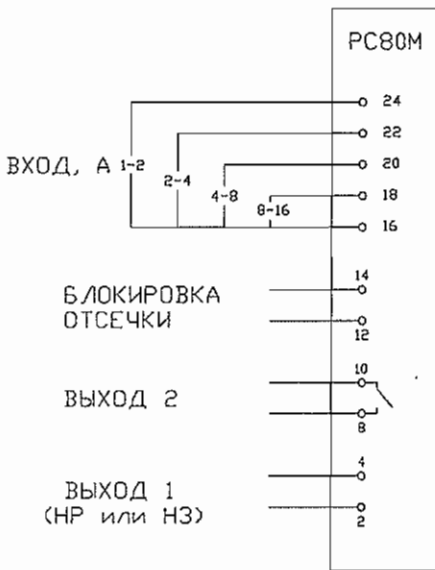 РС80М
24
22
ВХОД, А 1-2
20
2-4
4-8
18
8-16
16
14
БЛОКИРОВКА
ОТСЕЧКИ
12
10
ВЫХОД 2
8
4
ВЫХОД 1
(НР или НЗ)
2